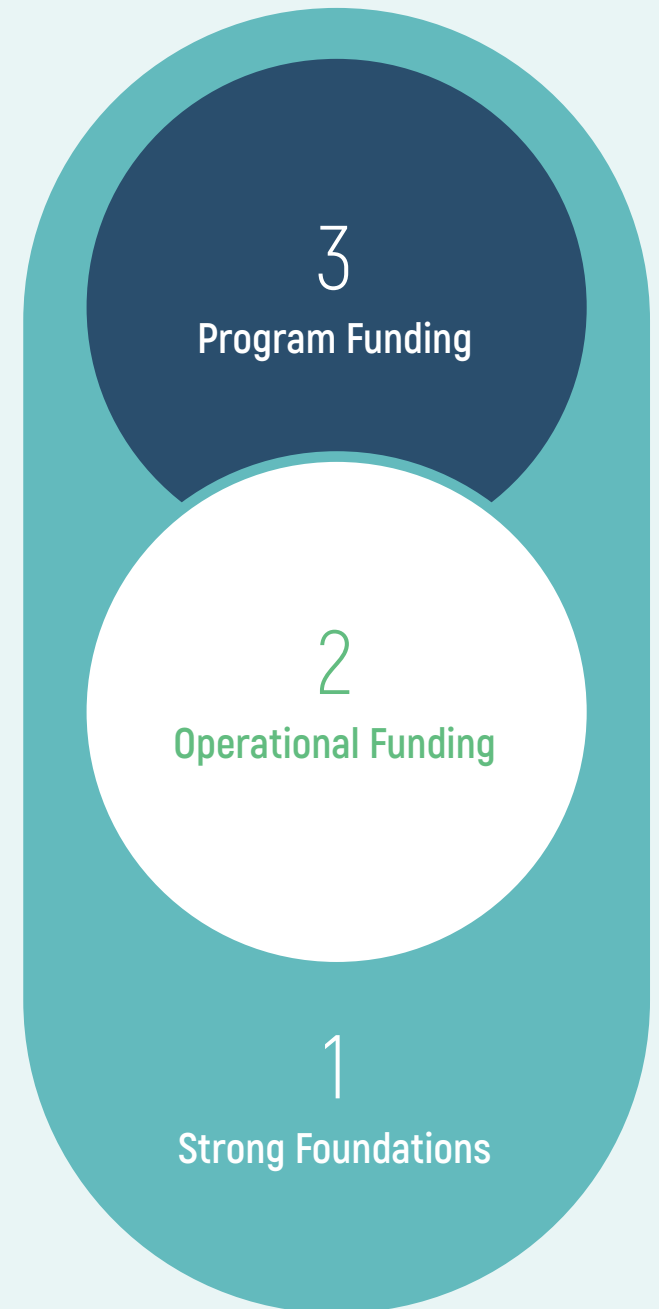 3
Program Funding
2
Operational Funding
1
Strong Foundations